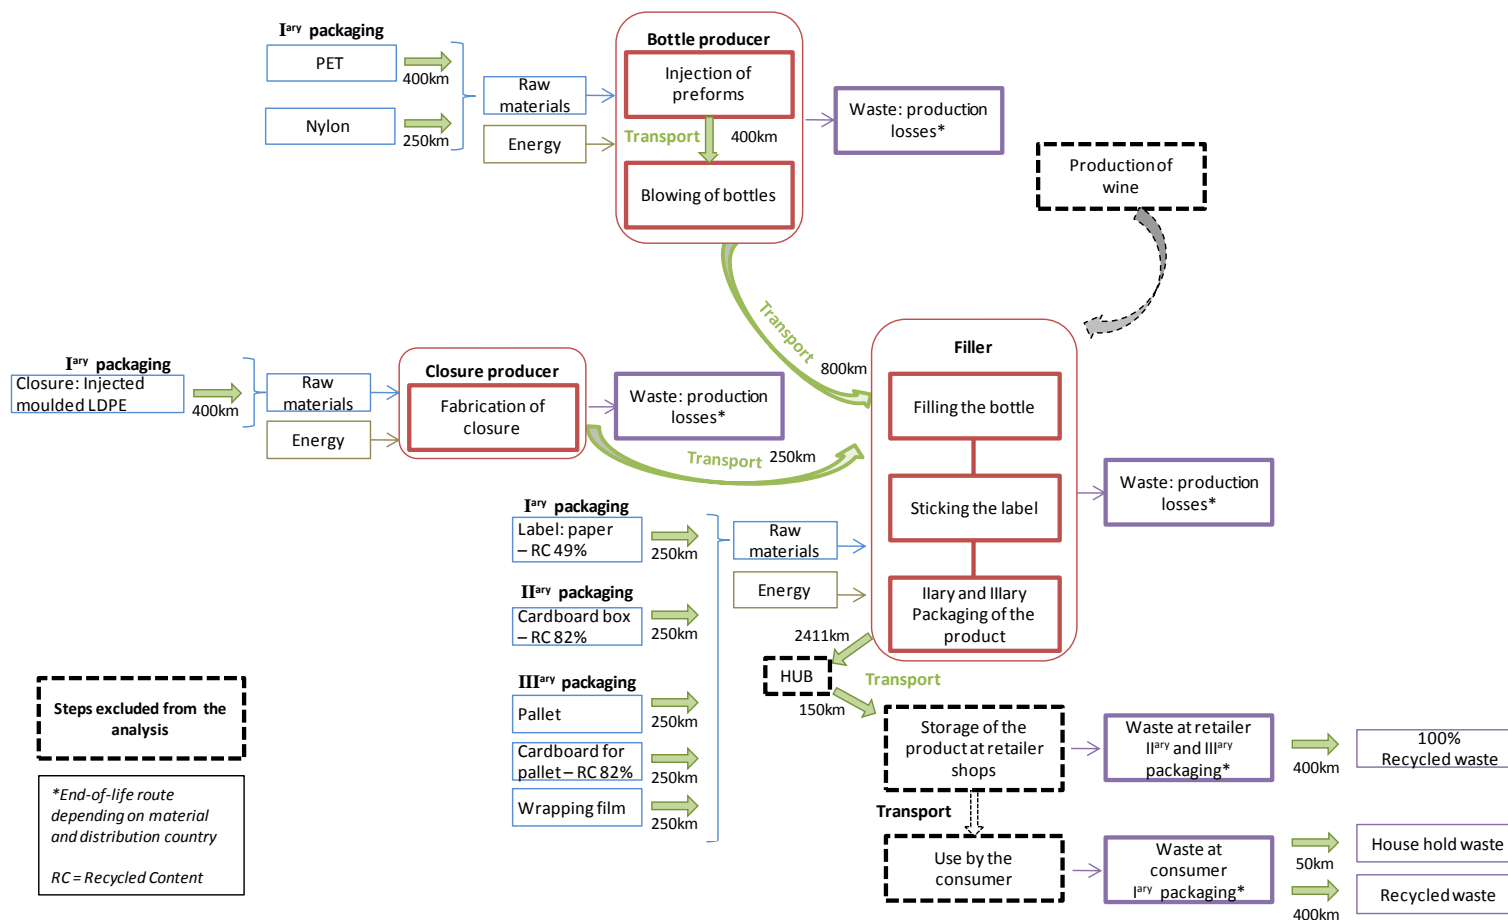 Iary packaging
PET
400km
Nylon
250km
Raw
materials
Energy
Bottle producer
Injection of
preforms
Transport
400km
Blowing of bottles
Waste: production
losses*
Production of
wine
Transport
800km
Iary packaging
Closure: Injected
moulded LDPE
400km
Raw
materials
Energy
Closure producer
Fabrication of
closure
Waste: production
losses*
Transport
250km
Filler
Filling the bottle
Sticking the label
IIary and IIIary
Packaging of the
product
Waste: production
losses*
Iary packaging
Label: paper
– RC 49%
250km
Raw
materials
Energy
IIary packaging
Cardboard box
– RC 82%
250km
IIIary packaging
Pallet
250km
Cardboard for
pallet – RC 82%
250km
Wrapping film
250km
2411km
HUB
Transport
150km
Storage of the
product at retailer
shops
Waste at retailer
IIary and IIIary
packaging*
400km
100%
Recycled waste
Transport
Use by the
consumer
Waste at
consumer
Iary packaging*
50km
House hold waste
400km
Recycled waste
Steps excluded from the
analysis
*End-of-life route
depending on material
and distribution country
RC = Recycled Content